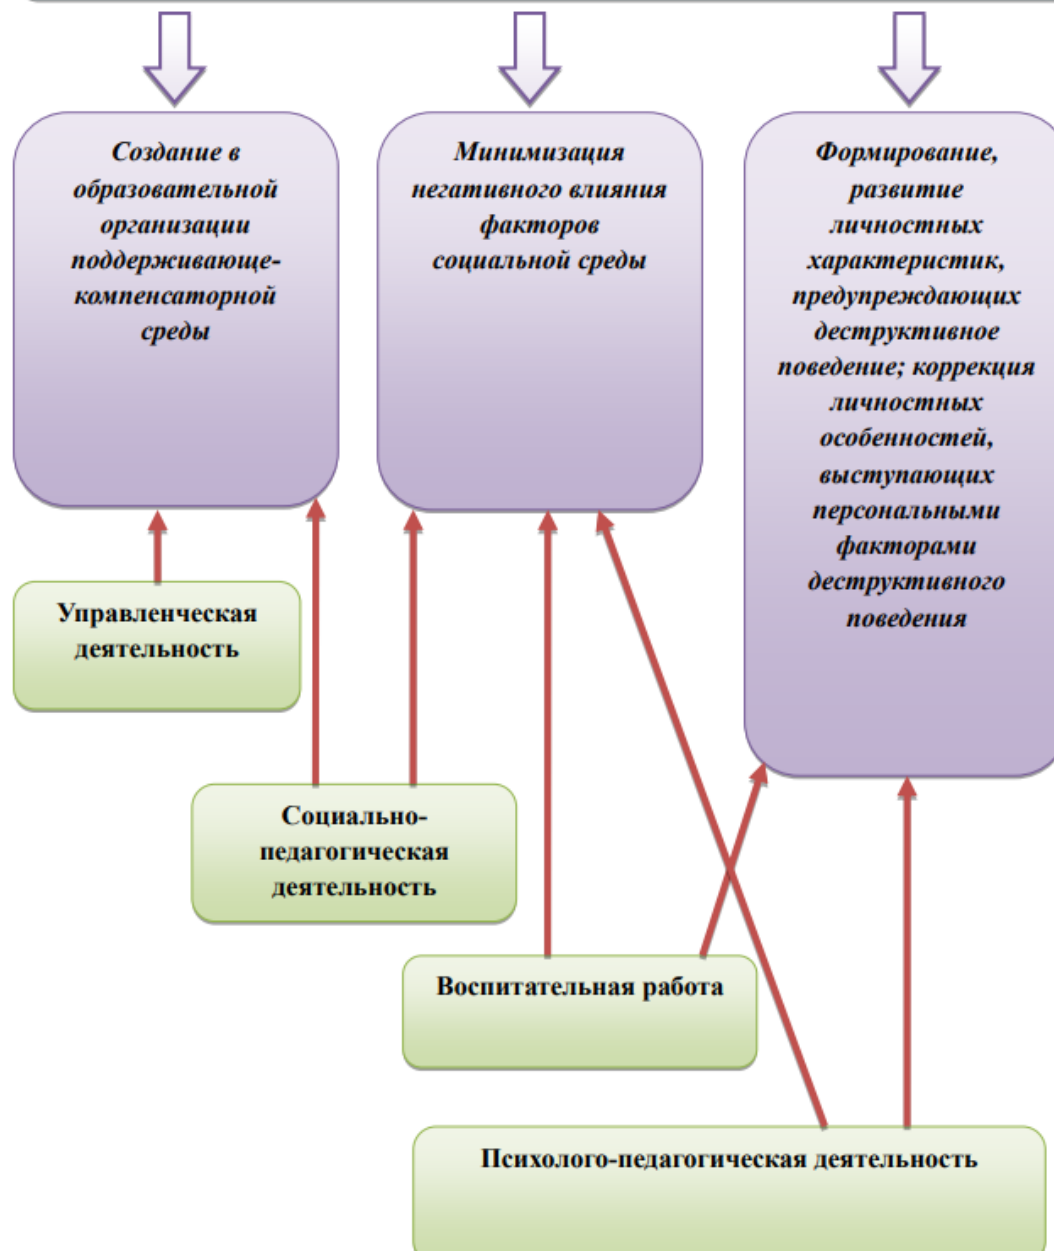 Создание в
образовательной
организации
поддерживающе-
компенсаторной
среды
Минимизация
негативного влияния
факторов
социальной среды
Формирование,
развитие
личностных
характеристик,
предупреждающих
деструктивное
поведение; коррекция
личностных
особенностей,
выступающих
персональными
факторами
деструктивного
поведения
Управленческая
деятельность
Социально-
педагогическая
деятельность
Воспитательная работа
Психолого-педагогическая деятельность